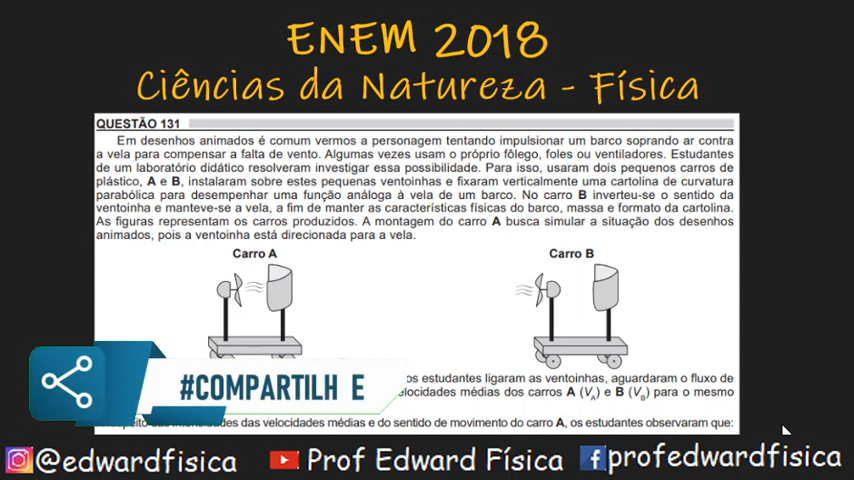 ENEM 2018
Ciências da Natureza - Física
QUESTÃO 131
Em desenhos animados é comum vermos a personagem tentando impulsionar um barco soprando ar contra
a vela para compensar a falta de vento. Algumas vezes usam o próprio fôlego, foles ou ventiladores. Estudantes
de um laboratório didático resolveram investigar essa possibilidade. Para isso, usaram dois pequenos carros de
plástico, A e B, instalaram sobre estes pequenas ventoinhas e fixaram verticalmente uma cartolina de curvatura
parabólica para desempenhar uma função análoga à vela de um barco. No carro B inverteu-se o sentido da
ventoinha e manteve-se a vela, a fim de manter as características físicas do barco, massa e formato da cartolina.
As figuras representam os carros produzidos. A montagem do carro A busca simular a situação dos desenhos
animados, pois a ventoinha está direcionada para a vela.
Carro A Carro B
os estudantes ligaram as ventoinhas, aguardaram o fluxo de
elocidades médias dos carros A (VA) e B (VB) para o mesmo
#COMPARTILH E
das velocidades médias e do sentido de movimento do carro A, os estudantes observaram que:
@edwardfisica Prof Edward Física profedwardfisica